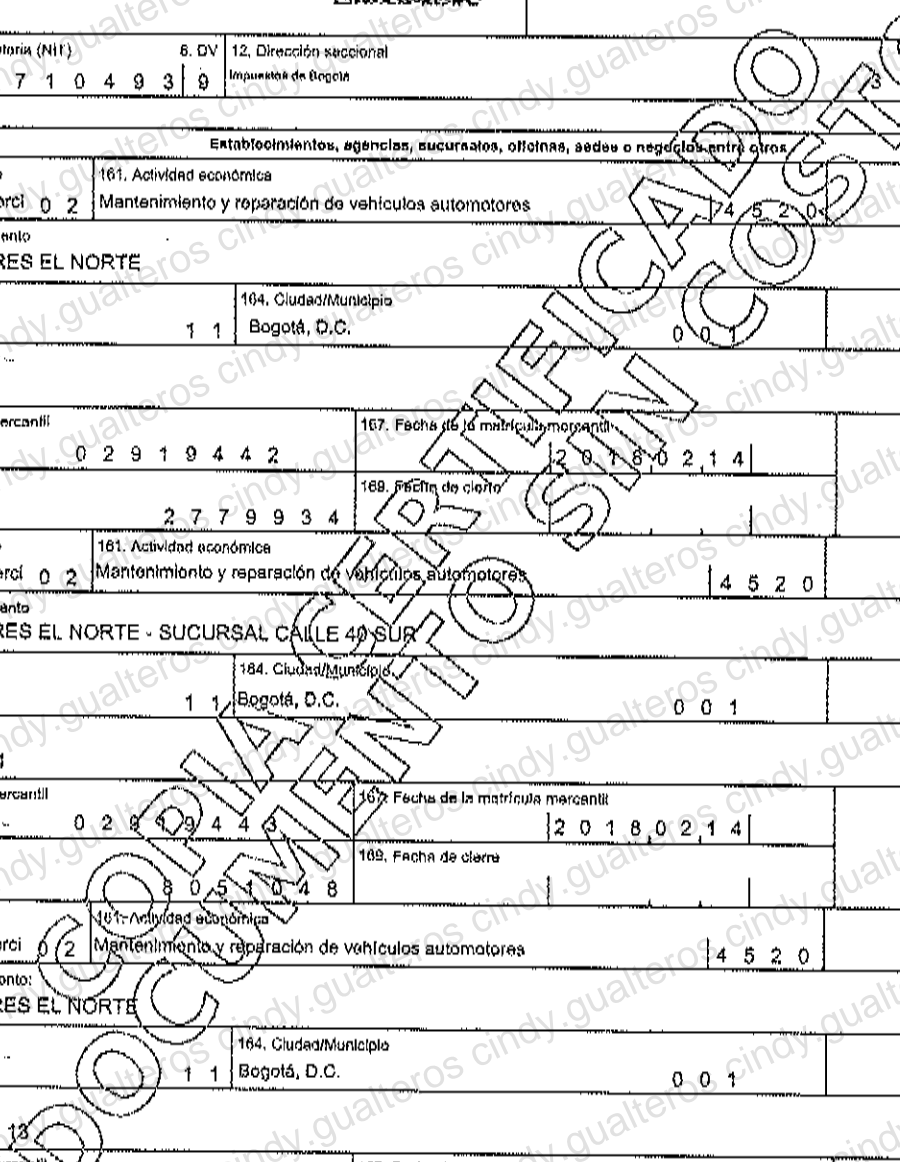 6. DV 12. Dirección seccional
7 1 0 4 9 3 9 Impuestos de Bogotá 3
Establecimientos, agencias, sucursales, oficinas, sedes o negocios entre otros
161. Actividad económica
0 2 Mantenimiento y reparación de vehículos automotores 4 5 2 0
RES EL NORTE
164. Ciudad/Municipio
1 1 Bogotá, D.C. 0 0 1
ercantil 167. Fecha de la matrícula mercantil
0 2 9 1 9 4 4 2 2 0 1 8 0 2 1 4
169. Fecha de cierre
2 7 7 9 9 3 4
161. Actividad económica
erci 0 2 Mantenimiento y reparación de vehículos automotores 4 5 2 0
ento
RES EL NORTE - SUCURSAL CALLE 40 SUR
164. Ciudad/Municipio
1 1 Bogotá, D.C. 0 0 1
ercantil 167. Fecha de la matrícula mercantil
0 2 9 1 9 4 4 3 2 0 1 8 0 2 1 4
169. Fecha de cierre
8 0 5 1 0 4 8
161. Actividad económica
erci 0 2 Mantenimiento y reparación de vehículos automotores 4 5 2 0
RES EL NORTE
164. Ciudad/Municipio
1 1 Bogotá, D.C. 0 0 1
13
COPIA CERTIFICADO
DOCUMENTO SIN COSTO
cindy.gualteros cindy.gualteros